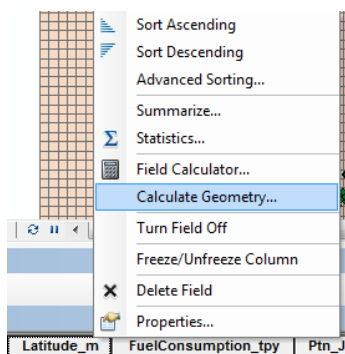 Sort Ascending
Sort Descending
Advanced Sorting...
Summarize...
Σ Statistics...
Field Calculator...
Calculate Geometry...
Turn Field Off
Freeze/Unfreeze Column
Delete Field
Properties...
Latitude_m FuelConsumption_tpy Ptn_J